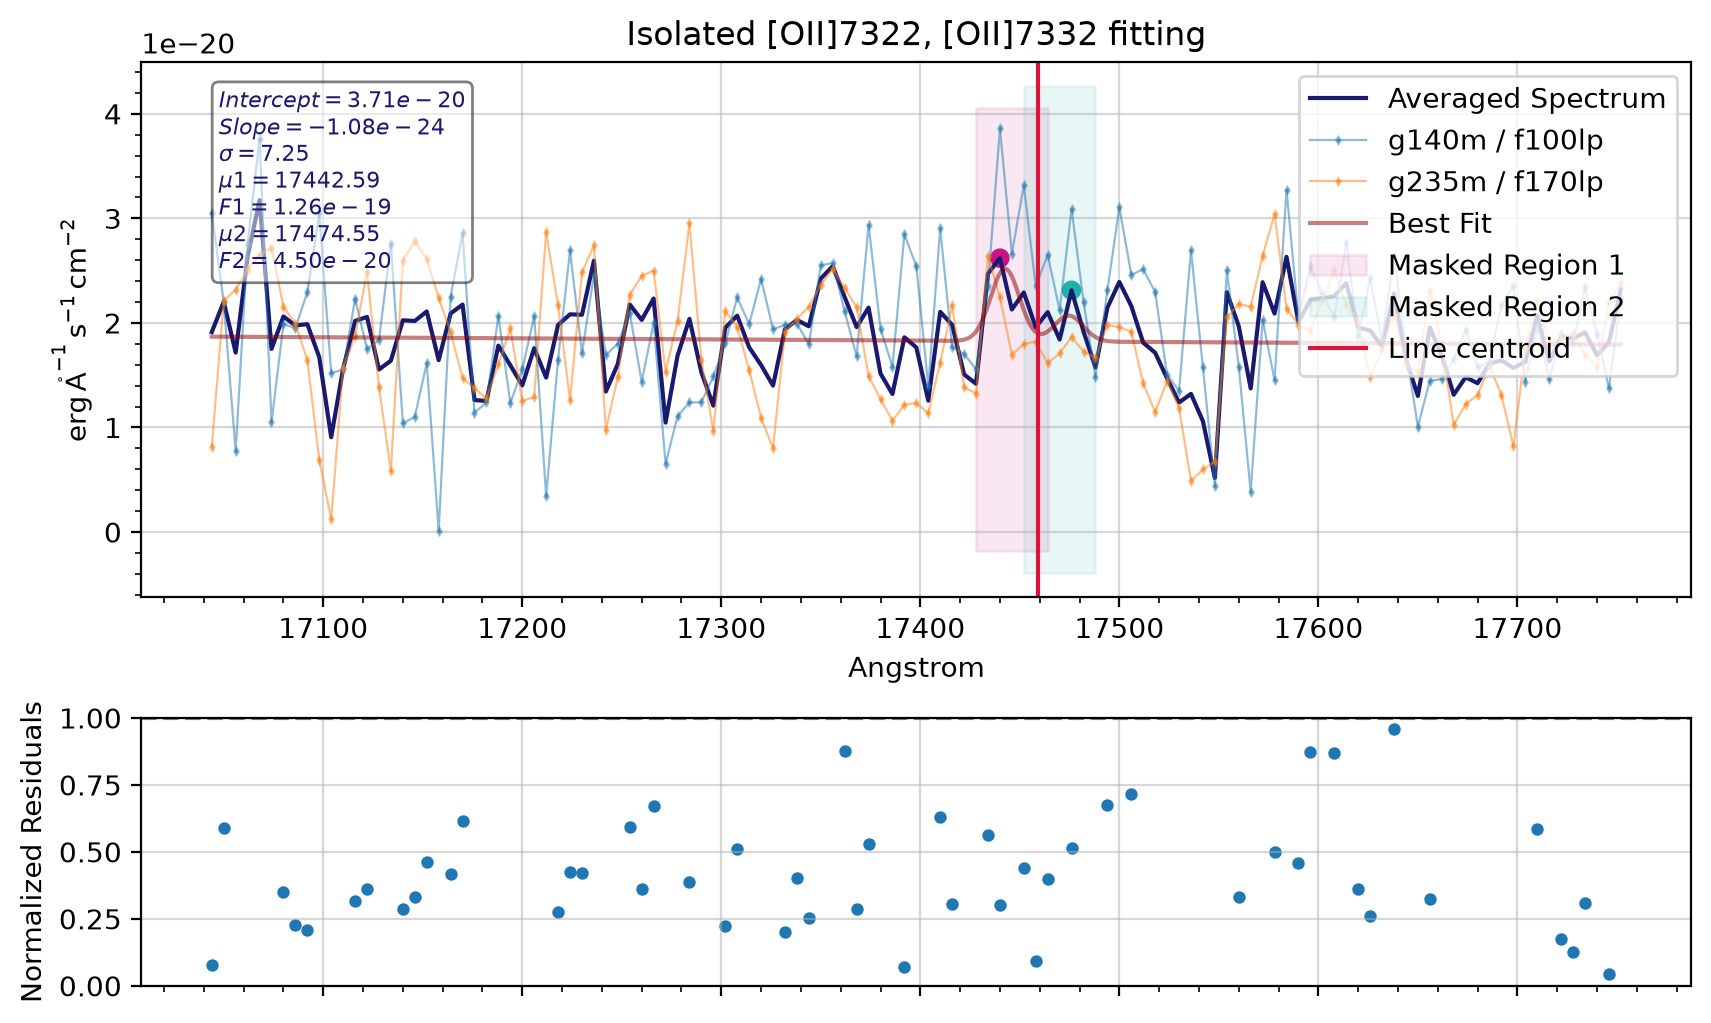 Isolated [OII]7322, [OII]7332 fitting
1e−20
Intercept = 3.71e − 20
Slope = −1.08e − 24
σ = 7.25
μ1 = 17442.59
F1 = 1.26e − 19
μ2 = 17474.55
F2 = 4.50e − 20
Averaged Spectrum
g140m / f100lp
g235m / f170lp
Best Fit
Masked Region 1
Masked Region 2
Line centroid
erg Å⁻¹ s⁻¹ cm⁻²
4
3
2
1
0
17100 17200 17300 17400 17500 17600 17700
Angstrom
Normalized Residuals
1.00
0.75
0.50
0.25
0.00